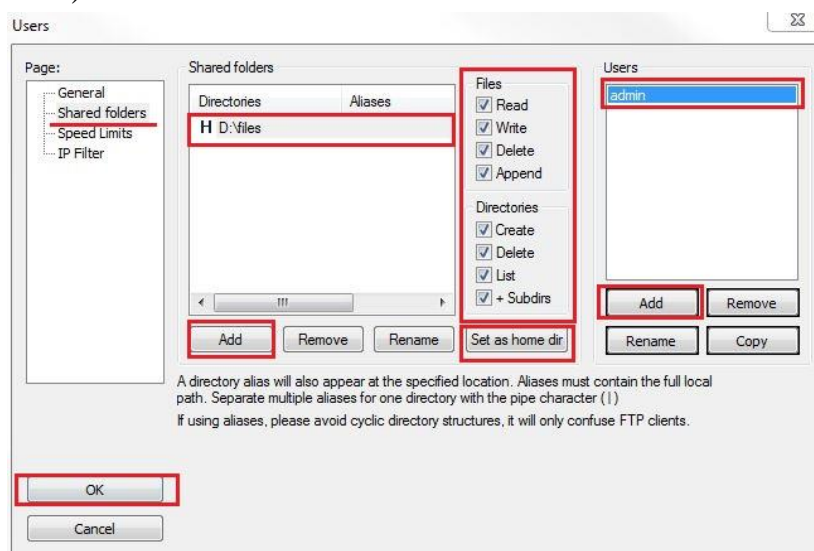 Users
Page:
General
Shared folders
Speed Limits
IP Filter
Shared folders
Directories Aliases
H D:\files
Files
Read
Write
Delete
Append
Directories
Create
Delete
List
+ Subdirs
Add Remove Rename Set as home dir
Users
admin
Add Remove
Rename Copy
A directory alias will also appear at the specified location. Aliases must contain the full local
path. Separate multiple aliases for one directory with the pipe character ( | )
If using aliases, please avoid cyclic directory structures, it will only confuse FTP clients.
OK
Cancel